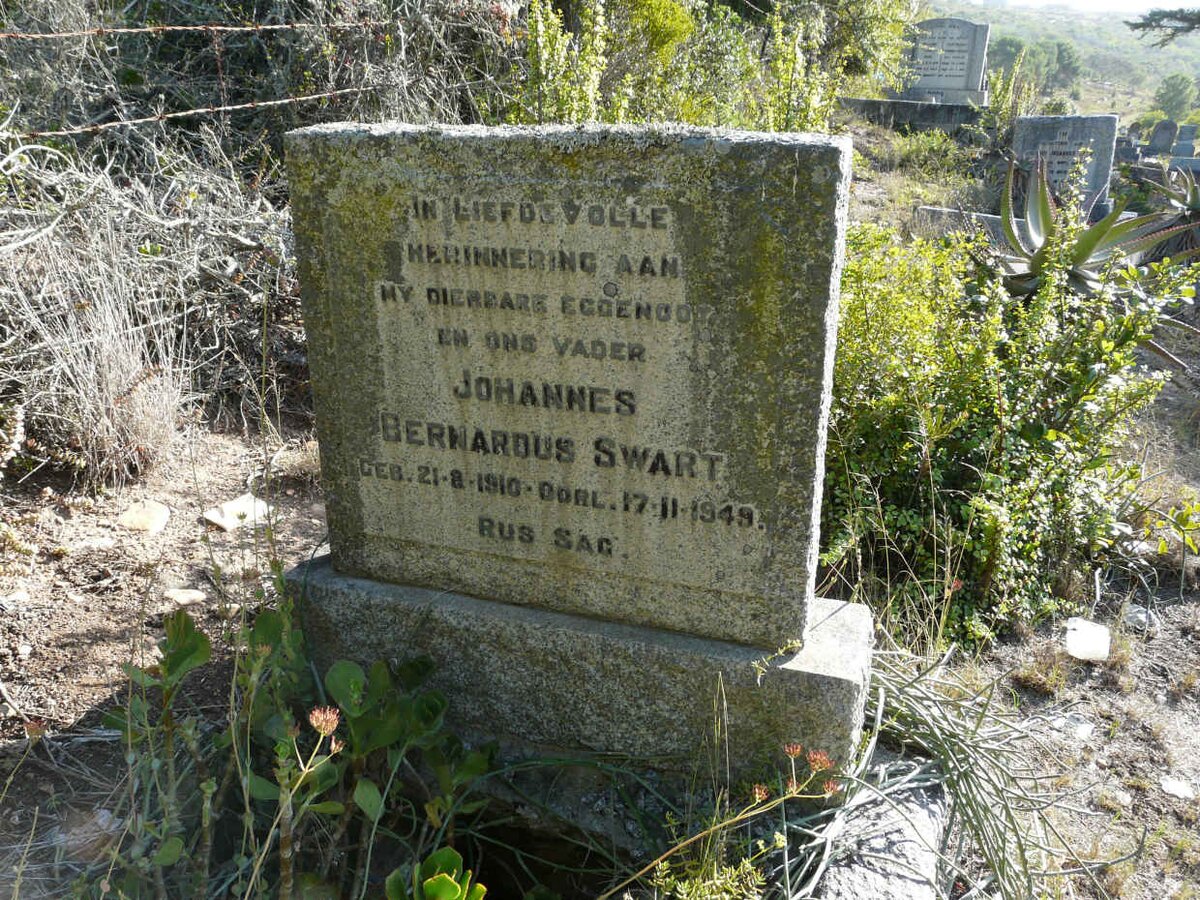 IN LIEFDEVOLLE
HERINNERING AAN
MY DIERBARE EGGENOOT
EN ONS VADER
JOHANNES
BERNARDUS SWART
GEB. 21-8-1910-OORL. 17-11-1949.
RUS SAG.